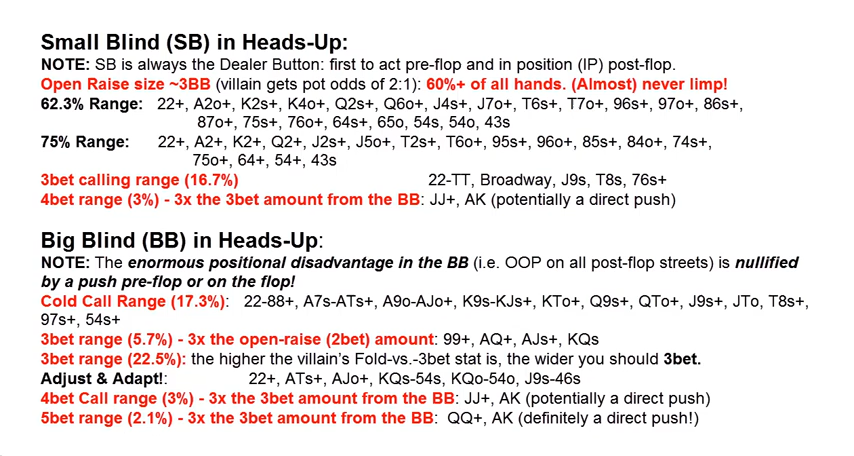 Small Blind (SB) in Heads-Up:
NOTE: SB is always the Dealer Button: first to act pre-flop and in position (IP) post-flop.
Open Raise size ~3BB (villain gets pot odds of 2:1): 60%+ of all hands. (Almost) never limp!
62.3% Range: 22+, A2o+, K2s+, K4o+, Q2s+, Q6o+, J4s+, J7o+, T6s+, T7o+, 96s+, 97o+, 86s+,
87o+, 75s+, 76o+, 64s+, 65o, 54s, 54o, 43s
75% Range: 22+, A2+, K2+, Q2+, J2s+, J5o+, T2s+, T6o+, 95s+, 96o+, 85s+, 84o+, 74s+,
75o+, 64+, 54+, 43s
3bet calling range (16.7%) 22-TT, Broadway, J9s, T8s, 76s+
4bet range (3%) - 3x the 3bet amount from the BB: JJ+, AK (potentially a direct push)
Big Blind (BB) in Heads-Up:
NOTE: The enormous positional disadvantage in the BB (i.e. OOP on all post-flop streets) is nullified
by a push pre-flop or on the flop!
Cold Call Range (17.3%): 22-88+, A7s-ATs+, A9o-AJo+, K9s-KJs+, KTo+, Q9s+, QTo+, J9s+, JTo, T8s+,
97s+, 54s+
3bet range (5.7%) - 3x the open-raise (2bet) amount: 99+, AQ+, AJs+, KQs
3bet range (22.5%): the higher the villain's Fold-vs.-3bet stat is, the wider you should 3bet.
Adjust & Adapt!: 22+, ATs+, AJo+, KQs-54s, KQo-54o, J9s-46s
4bet Call range (3%) - 3x the 3bet amount from the BB: JJ+, AK (potentially a direct push)
5bet range (2.1%) - 3x the 3bet amount from the BB: QQ+, AK (definitely a direct push!)